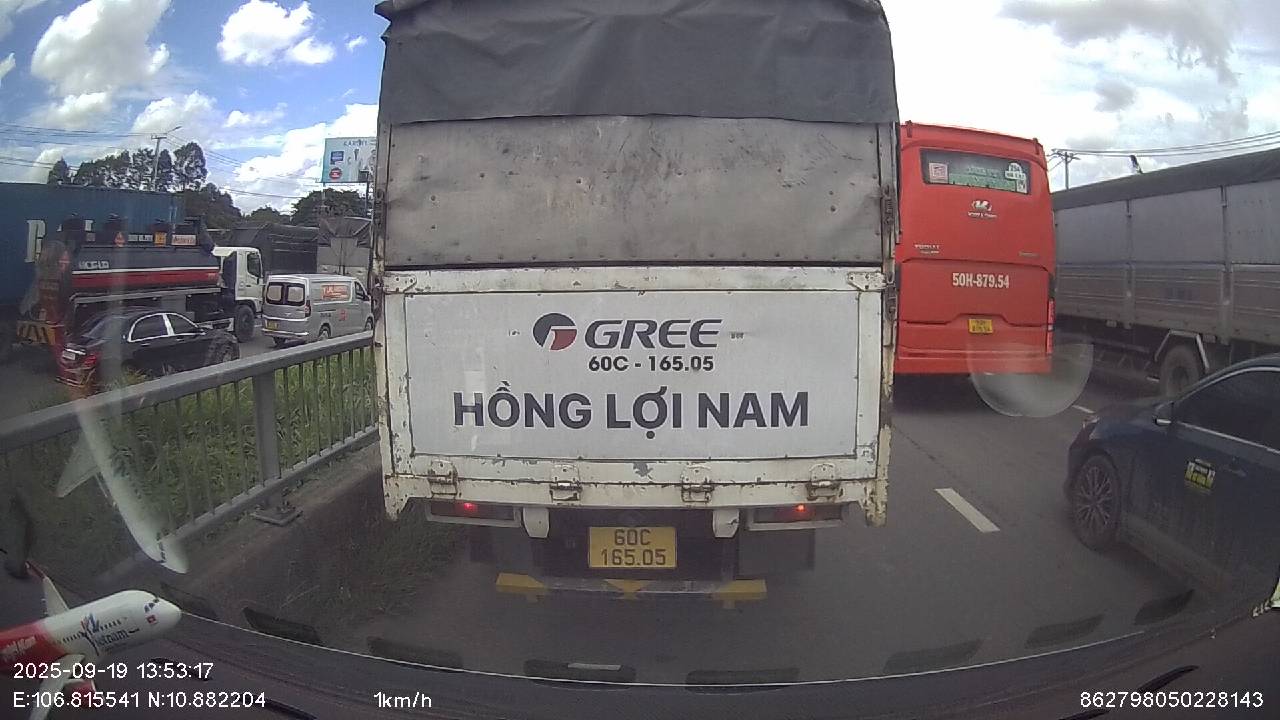 GREE
60C - 165.05
HỒNG LỢI NAM
60C
165.05
50H-879.54
2025-09-19 13:53:17
E:106.815541 N:10.882204
1km/h
862798050228143